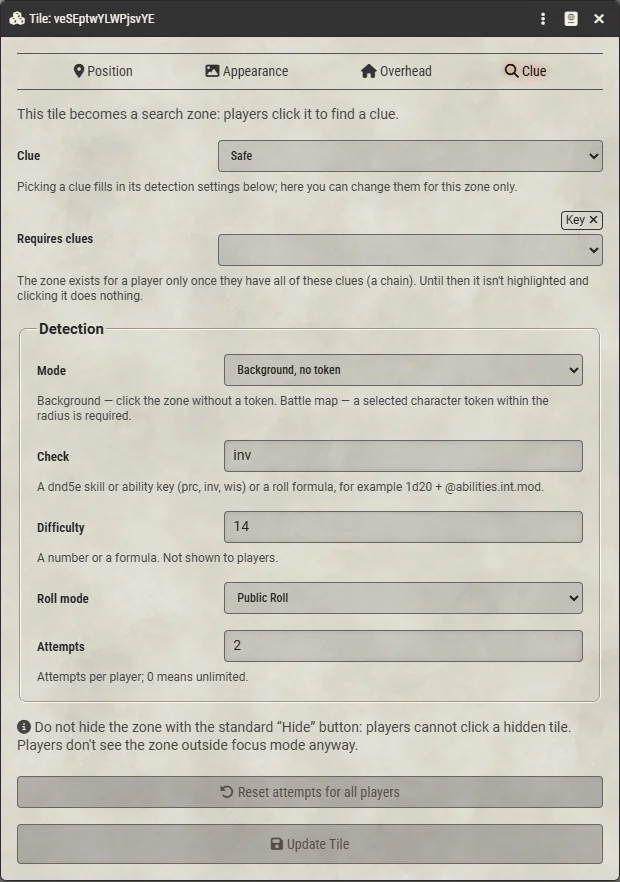 Tile: veSEptwYLWPjsvYE
Position
Appearance
Overhead
Clue
This tile becomes a search zone: players click it to find a clue.
Clue
Safe
Picking a clue fills in its detection settings below; here you can change them for this zone only.
Key
Requires clues
The zone exists for a player only once they have all of these clues (a chain). Until then it isn't highlighted and
clicking it does nothing.
Detection
Mode
Background, no token
Background — click the zone without a token. Battle map — a selected character token within the
radius is required.
Check
inv
A dnd5e skill or ability key (prc, inv, wis) or a roll formula, for example 1d20 + @abilities.int.mod.
Difficulty
14
A number or a formula. Not shown to players.
Roll mode
Public Roll
Attempts
2
Attempts per player; 0 means unlimited.
Do not hide the zone with the standard “Hide” button: players cannot click a hidden tile.
Players don't see the zone outside focus mode anyway.
Reset attempts for all players
Update Tile